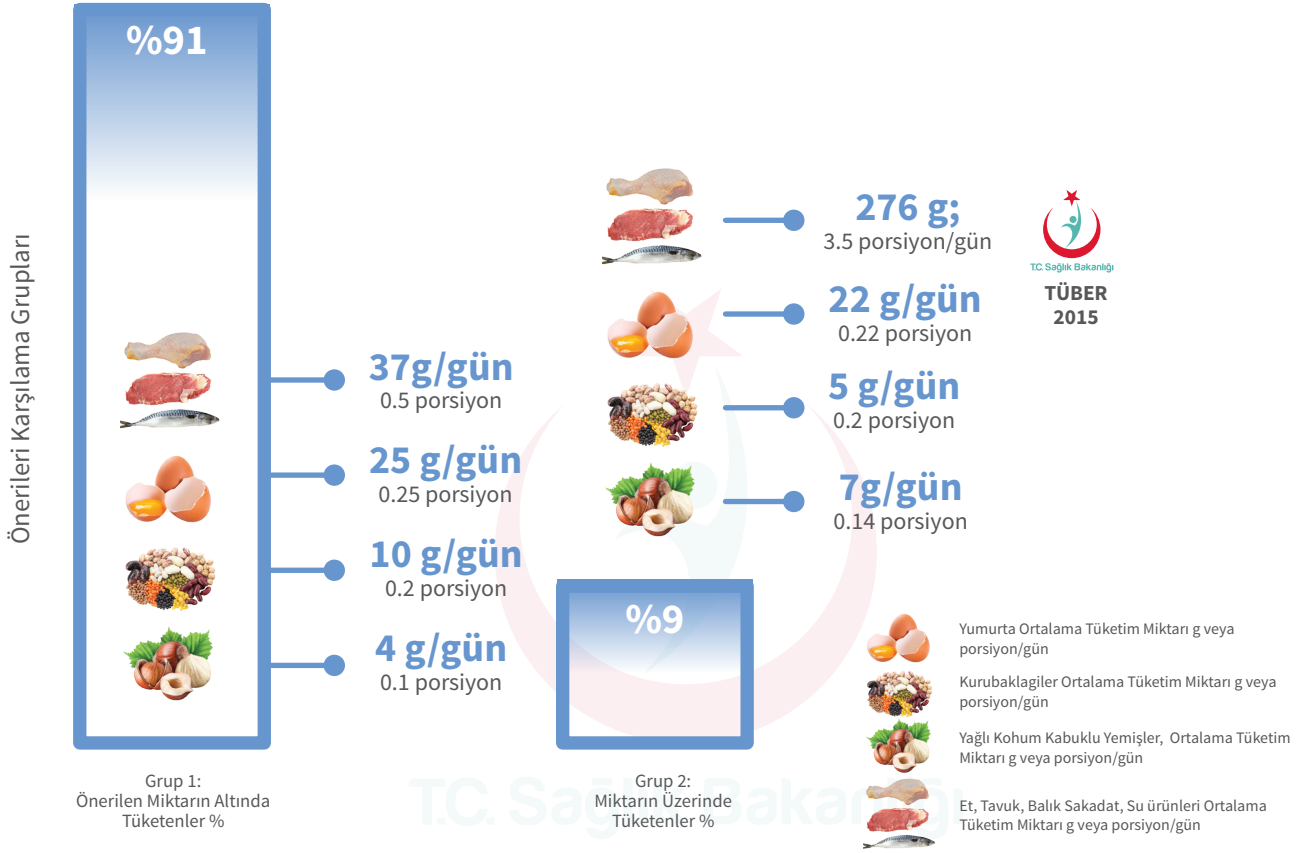 Önerileri Karşılama Grupları
%91
37g/gün
0.5 porsiyon
25 g/gün
0.25 porsiyon
10 g/gün
0.2 porsiyon
4 g/gün
0.1 porsiyon
Grup 1:
Önerilen Miktarın Altında
Tüketenler %
276 g;
3.5 porsiyon/gün
22 g/gün
0.22 porsiyon
5 g/gün
0.2 porsiyon
7g/gün
0.14 porsiyon
%9
Grup 2:
Miktarın Üzerinde
Tüketenler %
T.C. Sağlık Bakanlığı
TÜBER
2015
Yumurta Ortalama Tüketim Miktarı g veya
porsiyon/gün
Kurubaklagiler Ortalama Tüketim Miktarı g veya
porsiyon/gün
Yağlı Kohum Kabuklu Yemişler, Ortalama Tüketim
Miktarı g veya porsiyon/gün
Et, Tavuk, Balık Sakadat, Su ürünleri Ortalama
Tüketim Miktarı g veya porsiyon/gün
T.C. Sağlık Bakanlığı